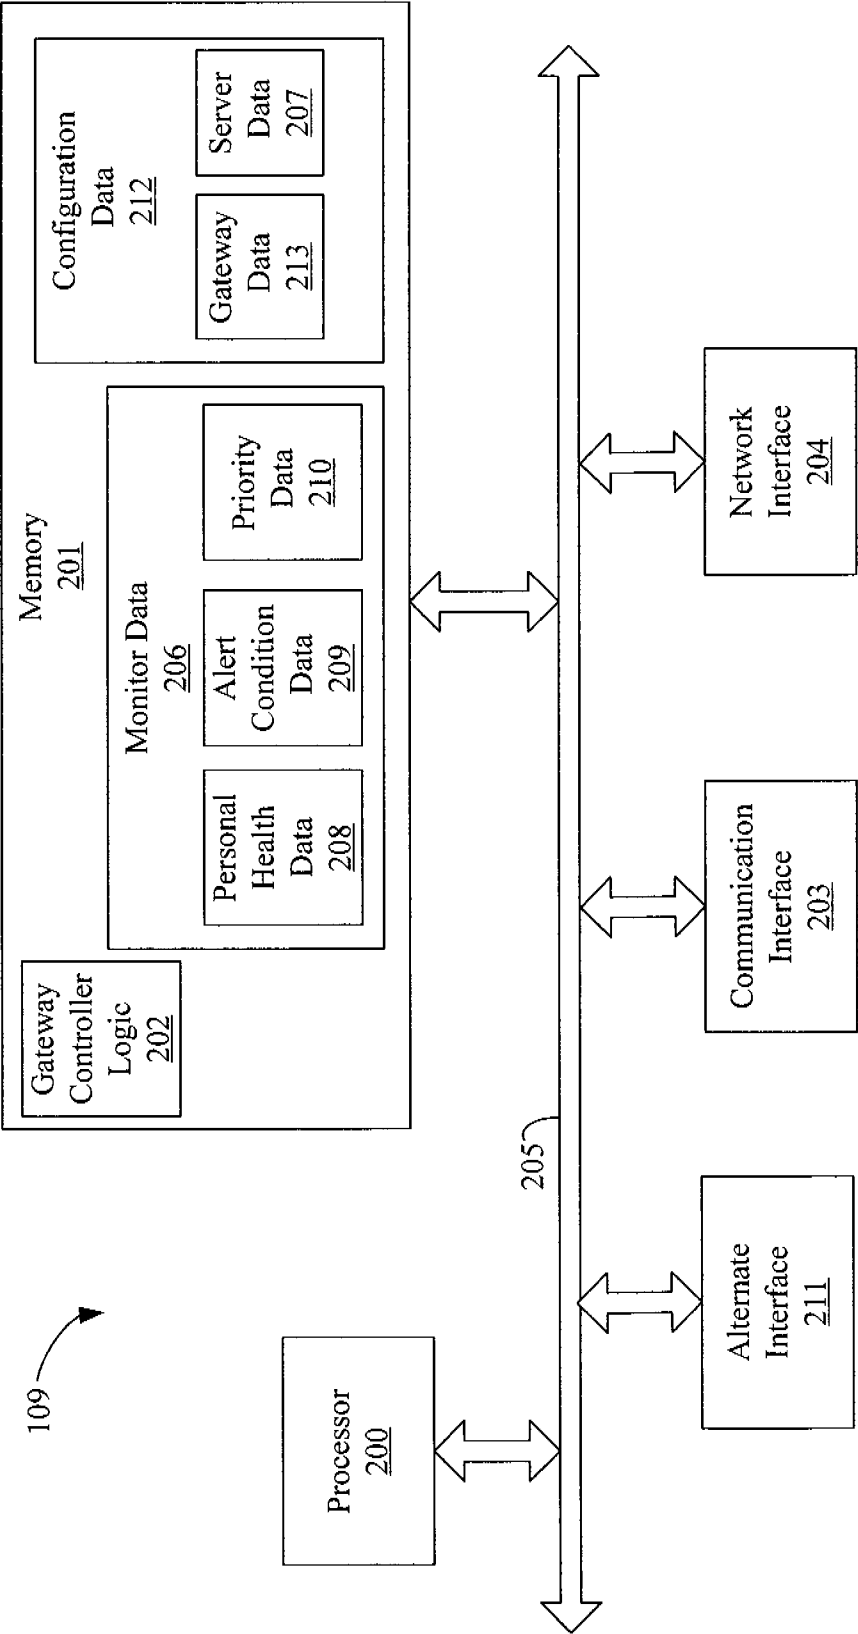 109
Memory
201
Gateway
Controller
Logic
202
Monitor Data
206
Personal
Health
Data
208
Alert
Condition
Data
209
Priority
Data
210
Configuration
Data
212
Gateway
Data
213
Server
Data
207
Processor
200
205
Alternate
Interface
211
Communication
Interface
203
Network
Interface
204